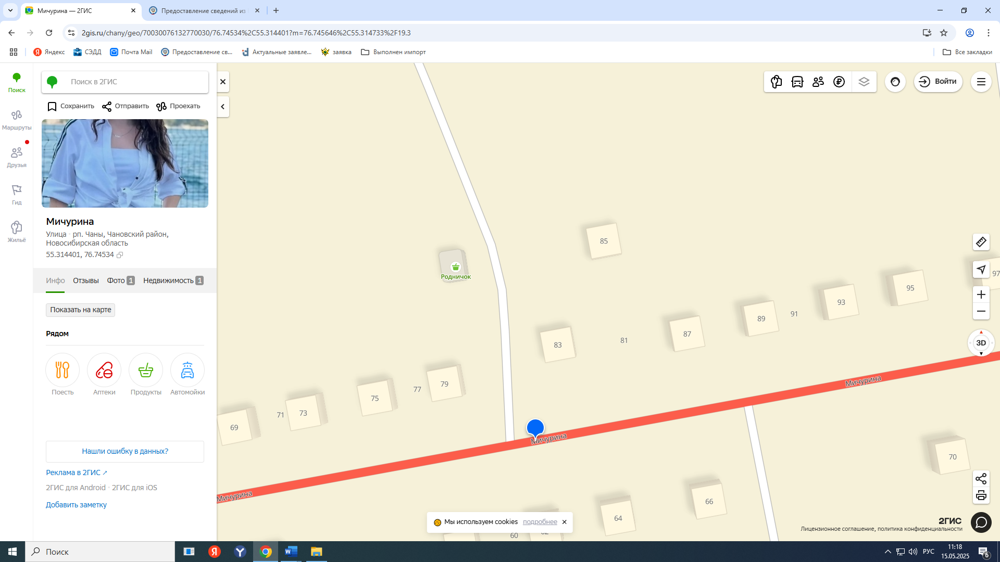 Мичурина — 2ГИС
Предоставление сведений из
2gis.ru/chany/geo/70030076132770030/76.74534%2C55.314401?m=76.745646%2C55.314733%2F19.3
Яндекс
СЭДД
Почта Mail
Предоставление св...
Актуальные заявле...
заявка
Выполнен импорт
Все закладки
Поиск
Маршруты
Друзья
Гид
Жильё
Поиск в 2ГИС
Сохранить
Отправить
Проехать
Мичурина
Улица · рп. Чаны, Чановский район,
Новосибирская область
55.314401, 76.74534
Инфо
Отзывы
Фото 1
Недвижимость 1
Показать на карте
Рядом
Поесть
Аптеки
Продукты
Автомойки
Нашли ошибку в данных?
Реклама в 2ГИС ↗
2ГИС для Android · 2ГИС для iOS
Добавить заметку
Войти
85
Родничок
97
95
93
91
89
87
81
83
79
77
75
73
71
69
3D
Мичурина
Мичурина
Мичурина
70
66
64
62
60
Мы используем cookies подробнее
2ГИС
Лицензионное соглашение, политика конфиденциальности
Поиск
РУС
11:18
15.05.2025
6